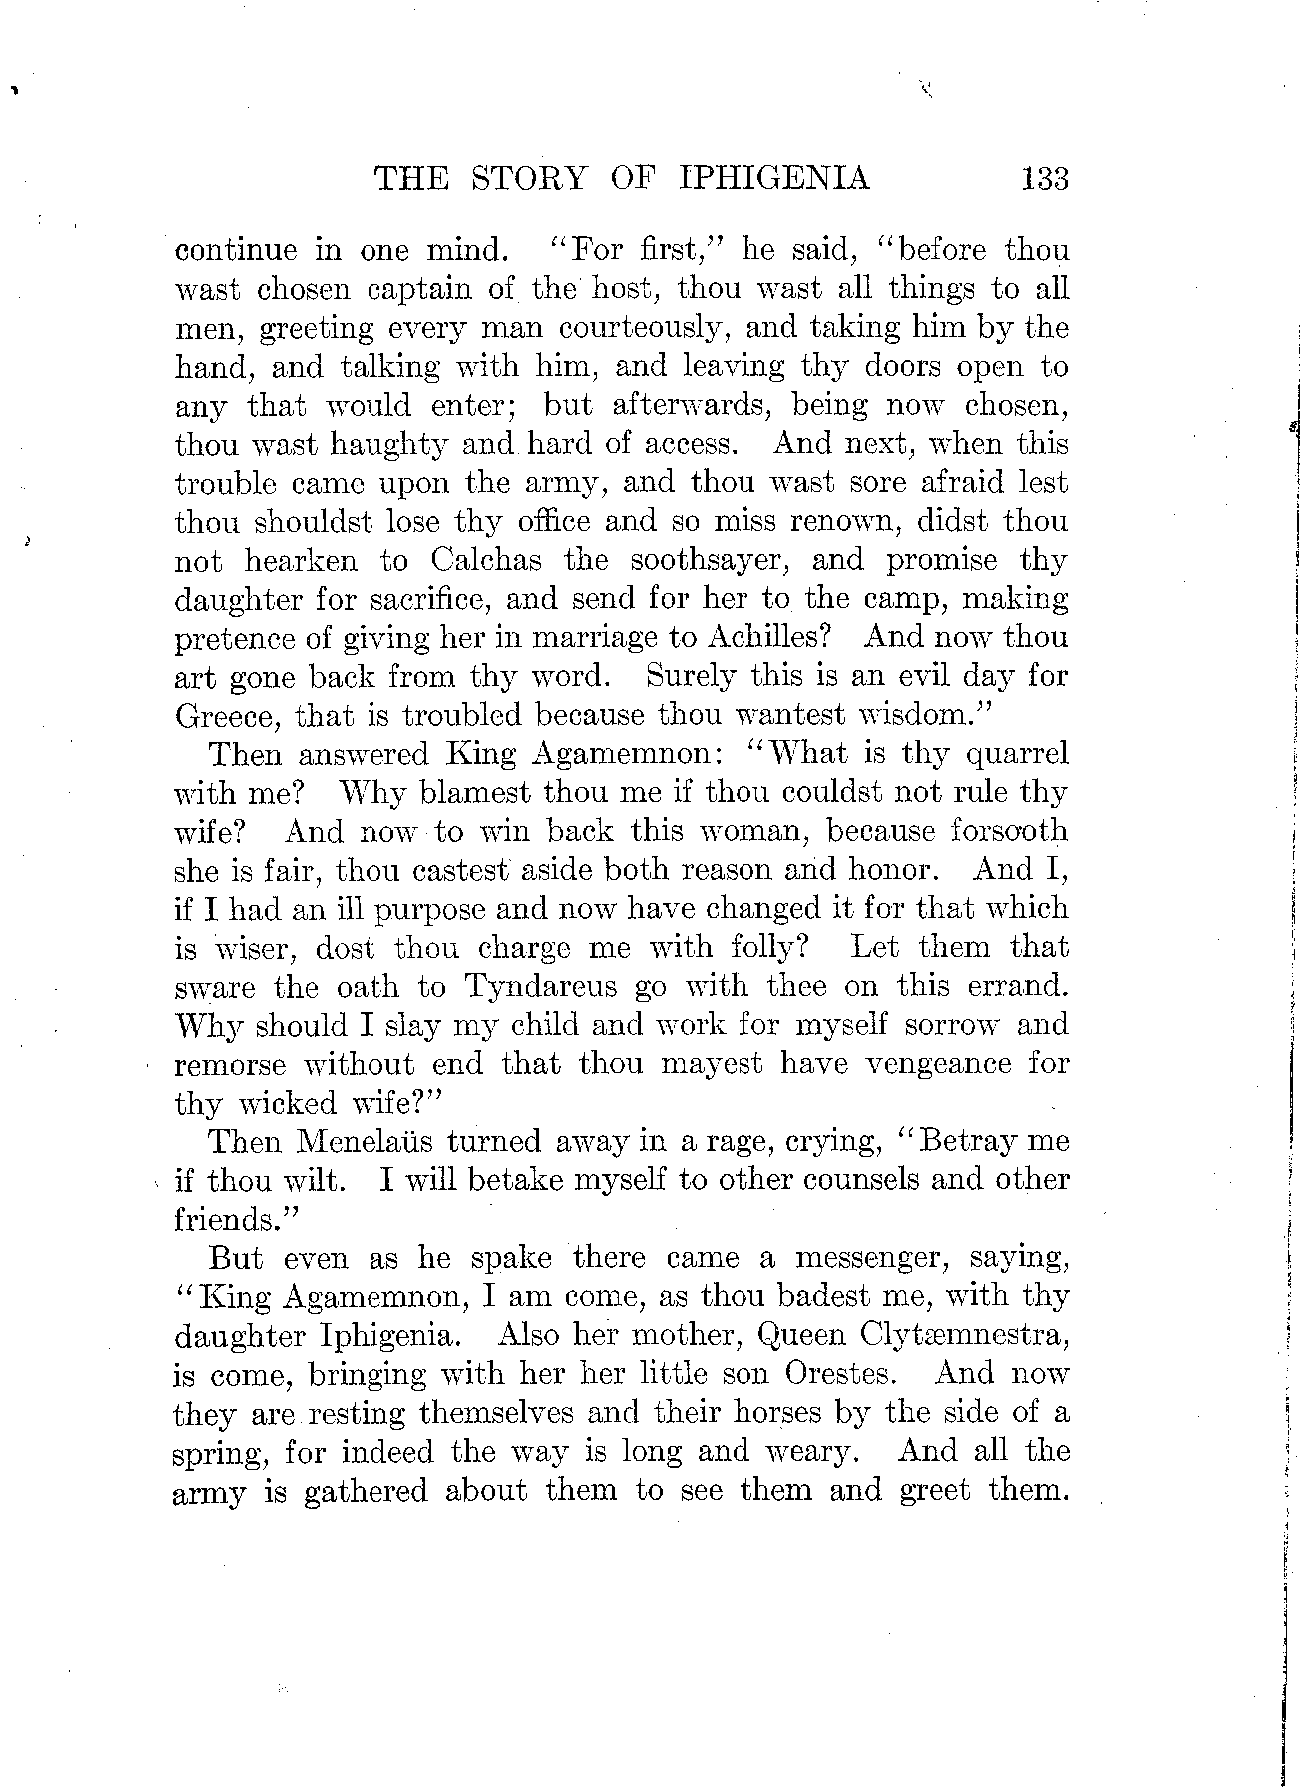 THE STORY OF IPHIGENIA 133
continue in one mind. "For first," he said, "before thou
wast chosen captain of the host, thou wast all things to all
men, greeting every man courteously, and taking him by the
hand, and talking with him, and leaving thy doors open to
any that would enter; but afterwards, being now chosen,
thou wast haughty and hard of access. And next, when this
trouble came upon the army, and thou wast sore afraid lest
thou shouldst lose thy office and so miss renown, didst thou
not hearken to Calchas the soothsayer, and promise thy
daughter for sacrifice, and send for her to the camp, making
pretence of giving her in marriage to Achilles? And now thou
art gone back from thy word. Surely this is an evil day for
Greece, that is troubled because thou wantest wisdom."
Then answered King Agamemnon: "What is thy quarrel
with me? Why blamest thou me if thou couldst not rule thy
wife? And now to win back this woman, because forsooth
she is fair, thou castest aside both reason and honor. And I,
if I had an ill purpose and now have changed it for that which
is wiser, dost thou charge me with folly? Let them that
sware the oath to Tyndareus go with thee on this errand.
Why should I slay my child and work for myself sorrow and
remorse without end that thou mayest have vengeance for
thy wicked wife?"
Then Menelaüs turned away in a rage, crying, "Betray me
if thou wilt. I will betake myself to other counsels and other
friends."
But even as he spake there came a messenger, saying,
"King Agamemnon, I am come, as thou badest me, with thy
daughter Iphigenia. Also her mother, Queen Clytæmnestra,
is come, bringing with her her little son Orestes. And now
they are resting themselves and their horses by the side of a
spring, for indeed the way is long and weary. And all the
army is gathered about them to see them and greet them.